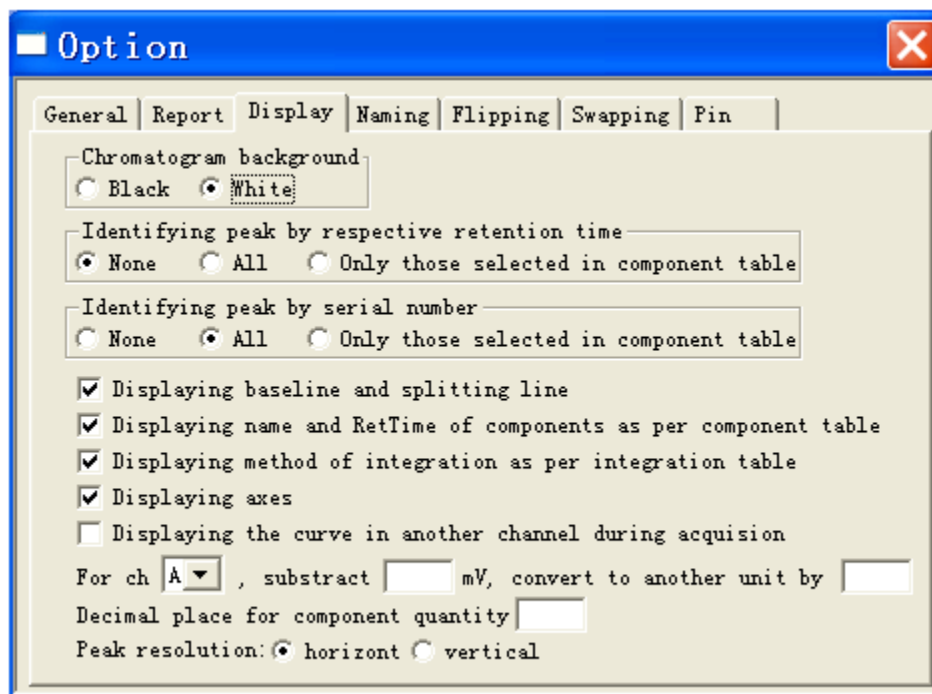 Option
General Report Display Naming Flipping Swapping Pin
Chromatogram background
Black White
Identifying peak by respective retention time
None All Only those selected in component table
Identifying peak by serial number
None All Only those selected in component table
Displaying baseline and splitting line
Displaying name and RetTime of components as per component table
Displaying method of integration as per integration table
Displaying axes
Displaying the curve in another channel during acquision
For ch A , substract mV, convert to another unit by
Decimal place for component quantity
Peak resolution: horizont vertical